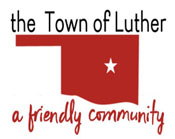 the Town of Luther
a friendly community